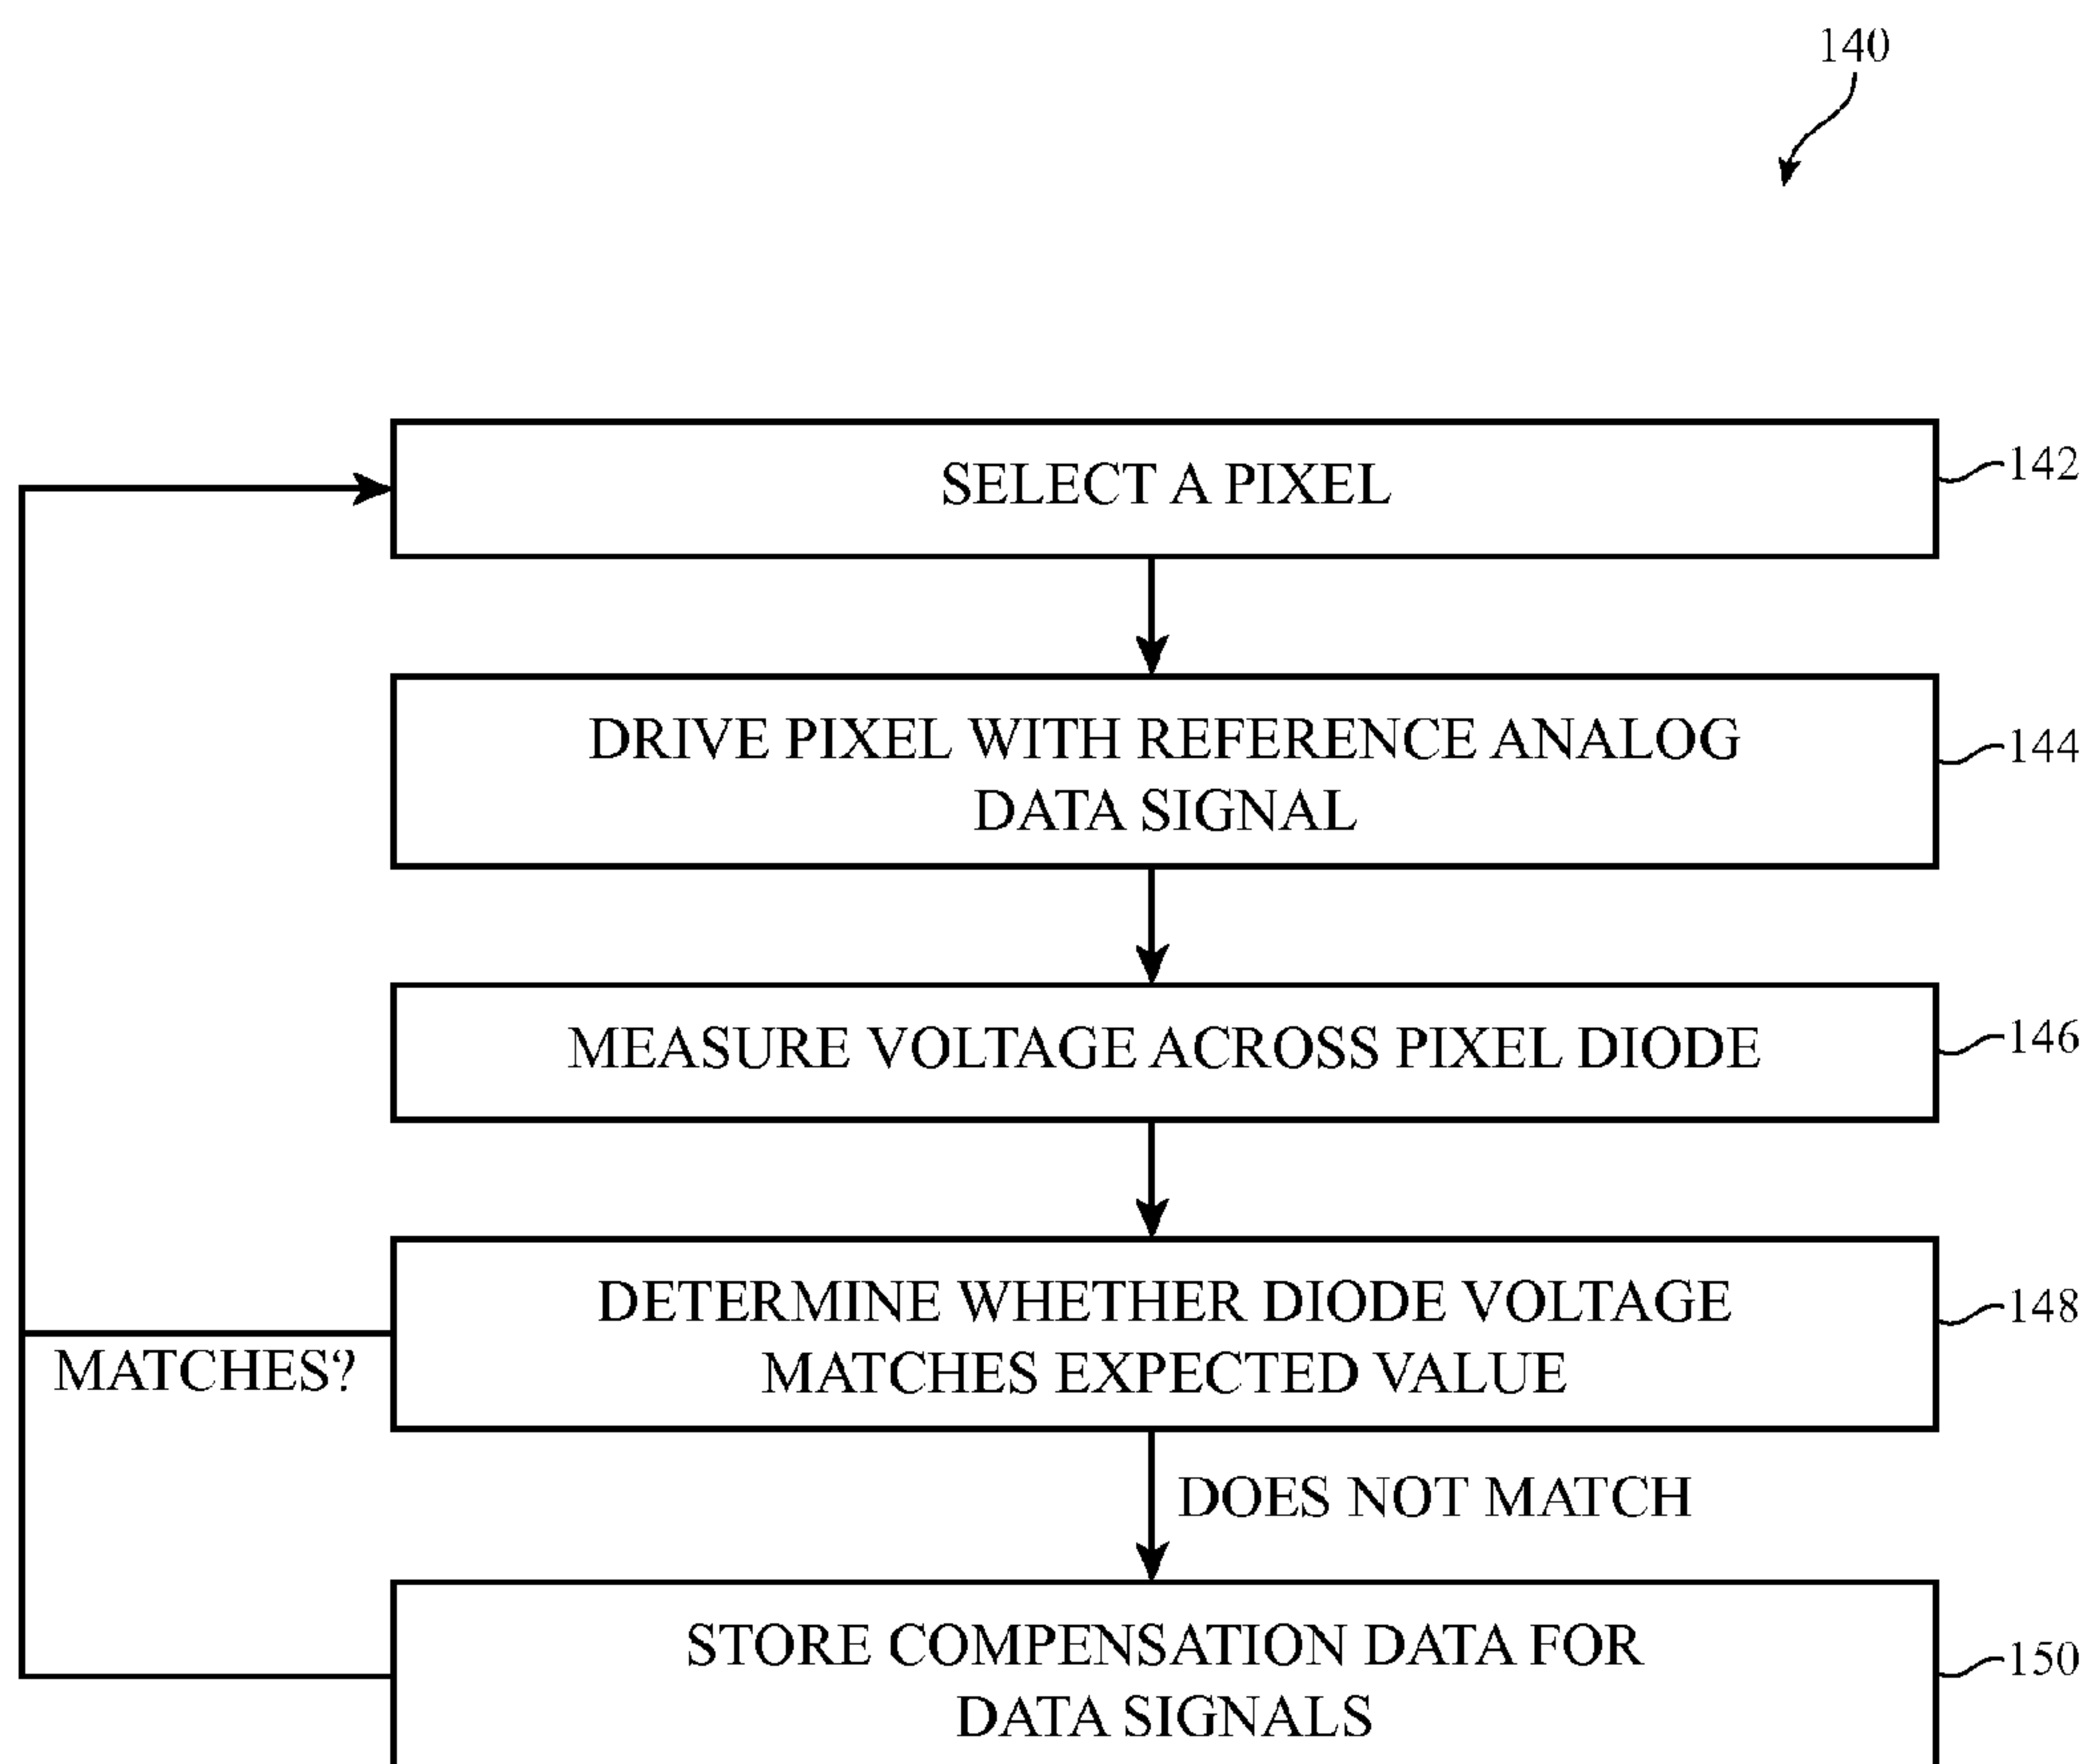 140
SELECT A PIXEL
142
DRIVE PIXEL WITH REFERENCE ANALOG
DATA SIGNAL
144
MEASURE VOLTAGE ACROSS PIXEL DIODE
146
DETERMINE WHETHER DIODE VOLTAGE
MATCHES EXPECTED VALUE
148
MATCHES?
DOES NOT MATCH
STORE COMPENSATION DATA FOR
DATA SIGNALS
150